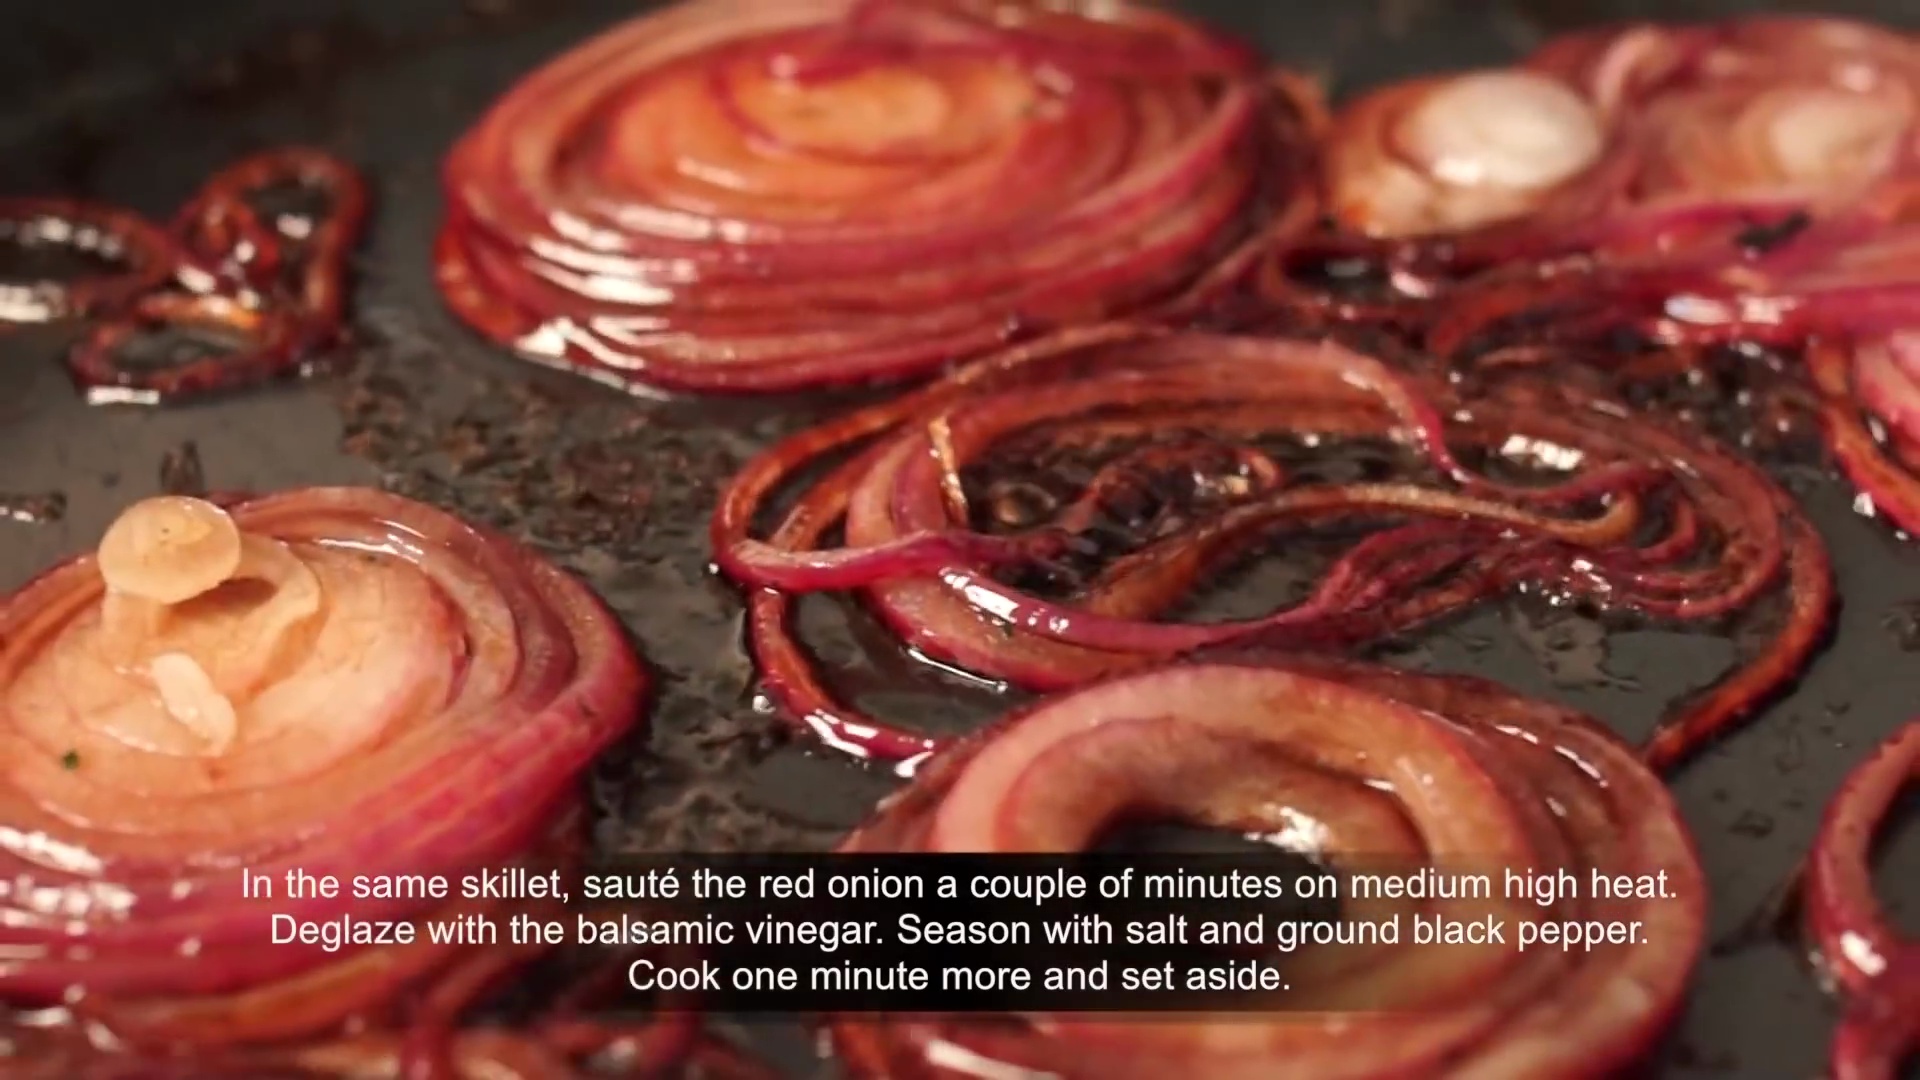 In the same skillet, sauté the red onion a couple of minutes on medium high heat.
Deglaze with the balsamic vinegar. Season with salt and ground black pepper.
Cook one minute more and set aside.